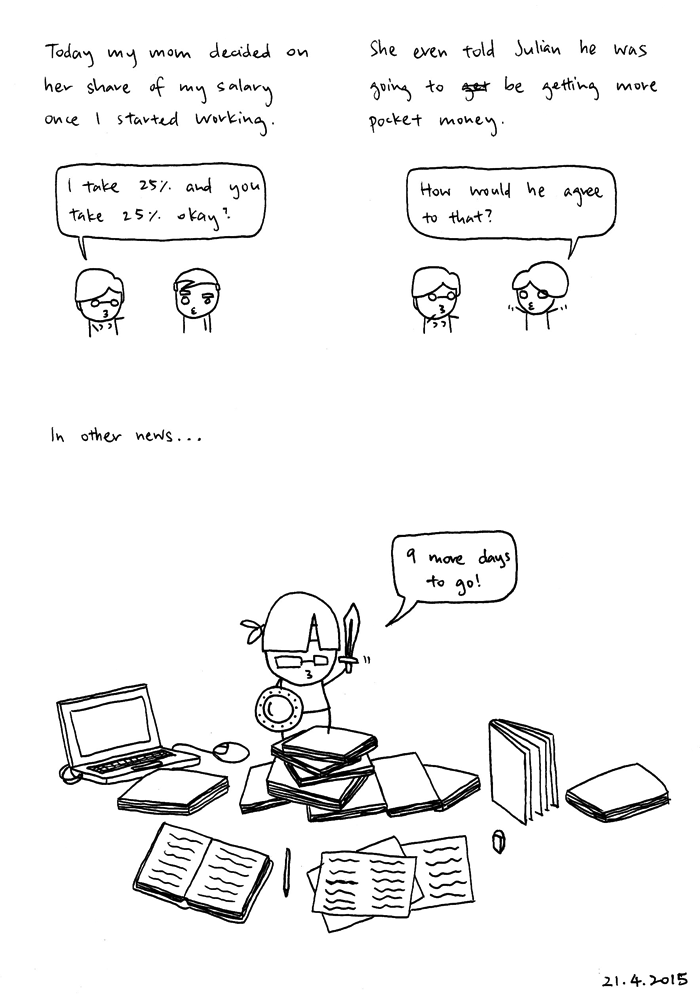 Today my mom decided on
her share of my salary
once I started working.
I take 25% and you
take 25% okay?
She even told Julian he was
going to get be getting more
pocket money.
How would he agree
to that?
In other news...
9 more days
to go!
21.4.2015